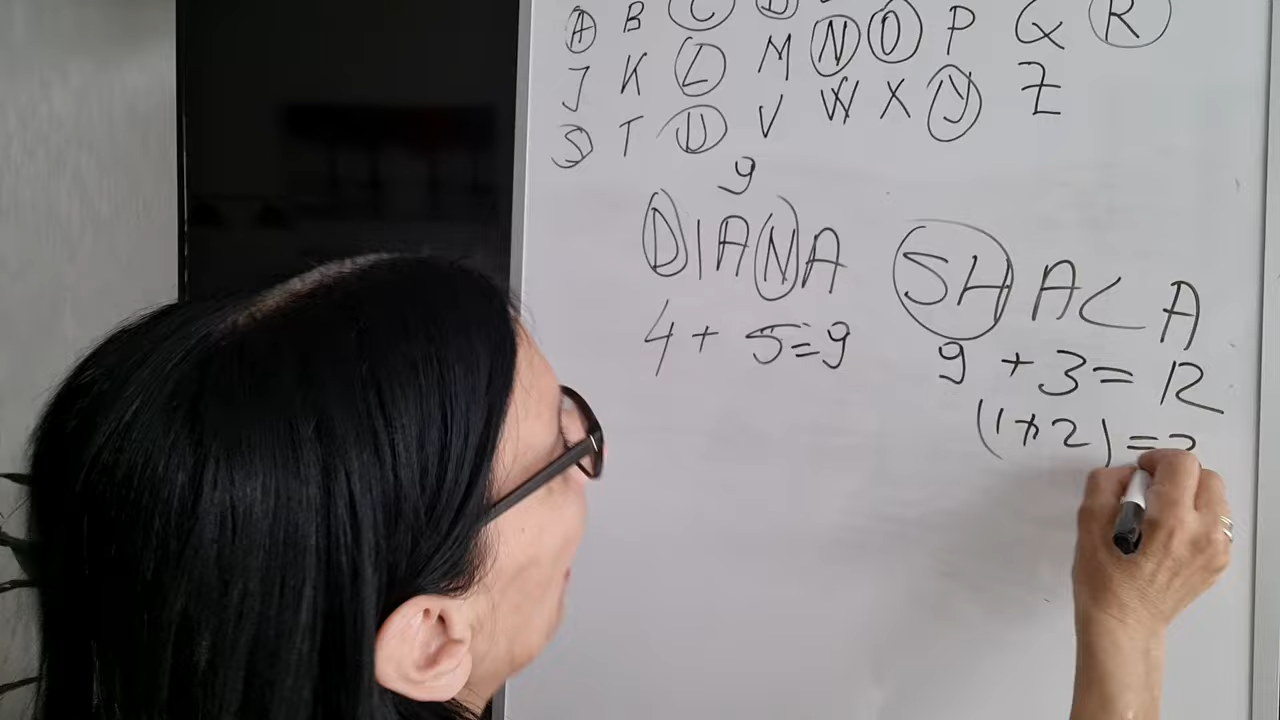 A B C D
J K L M N O P Q R
S T U V W X Y Z
9
DIANA SHACA
4 + 5 = 9 9 + 3 = 12
(1+2) = 3